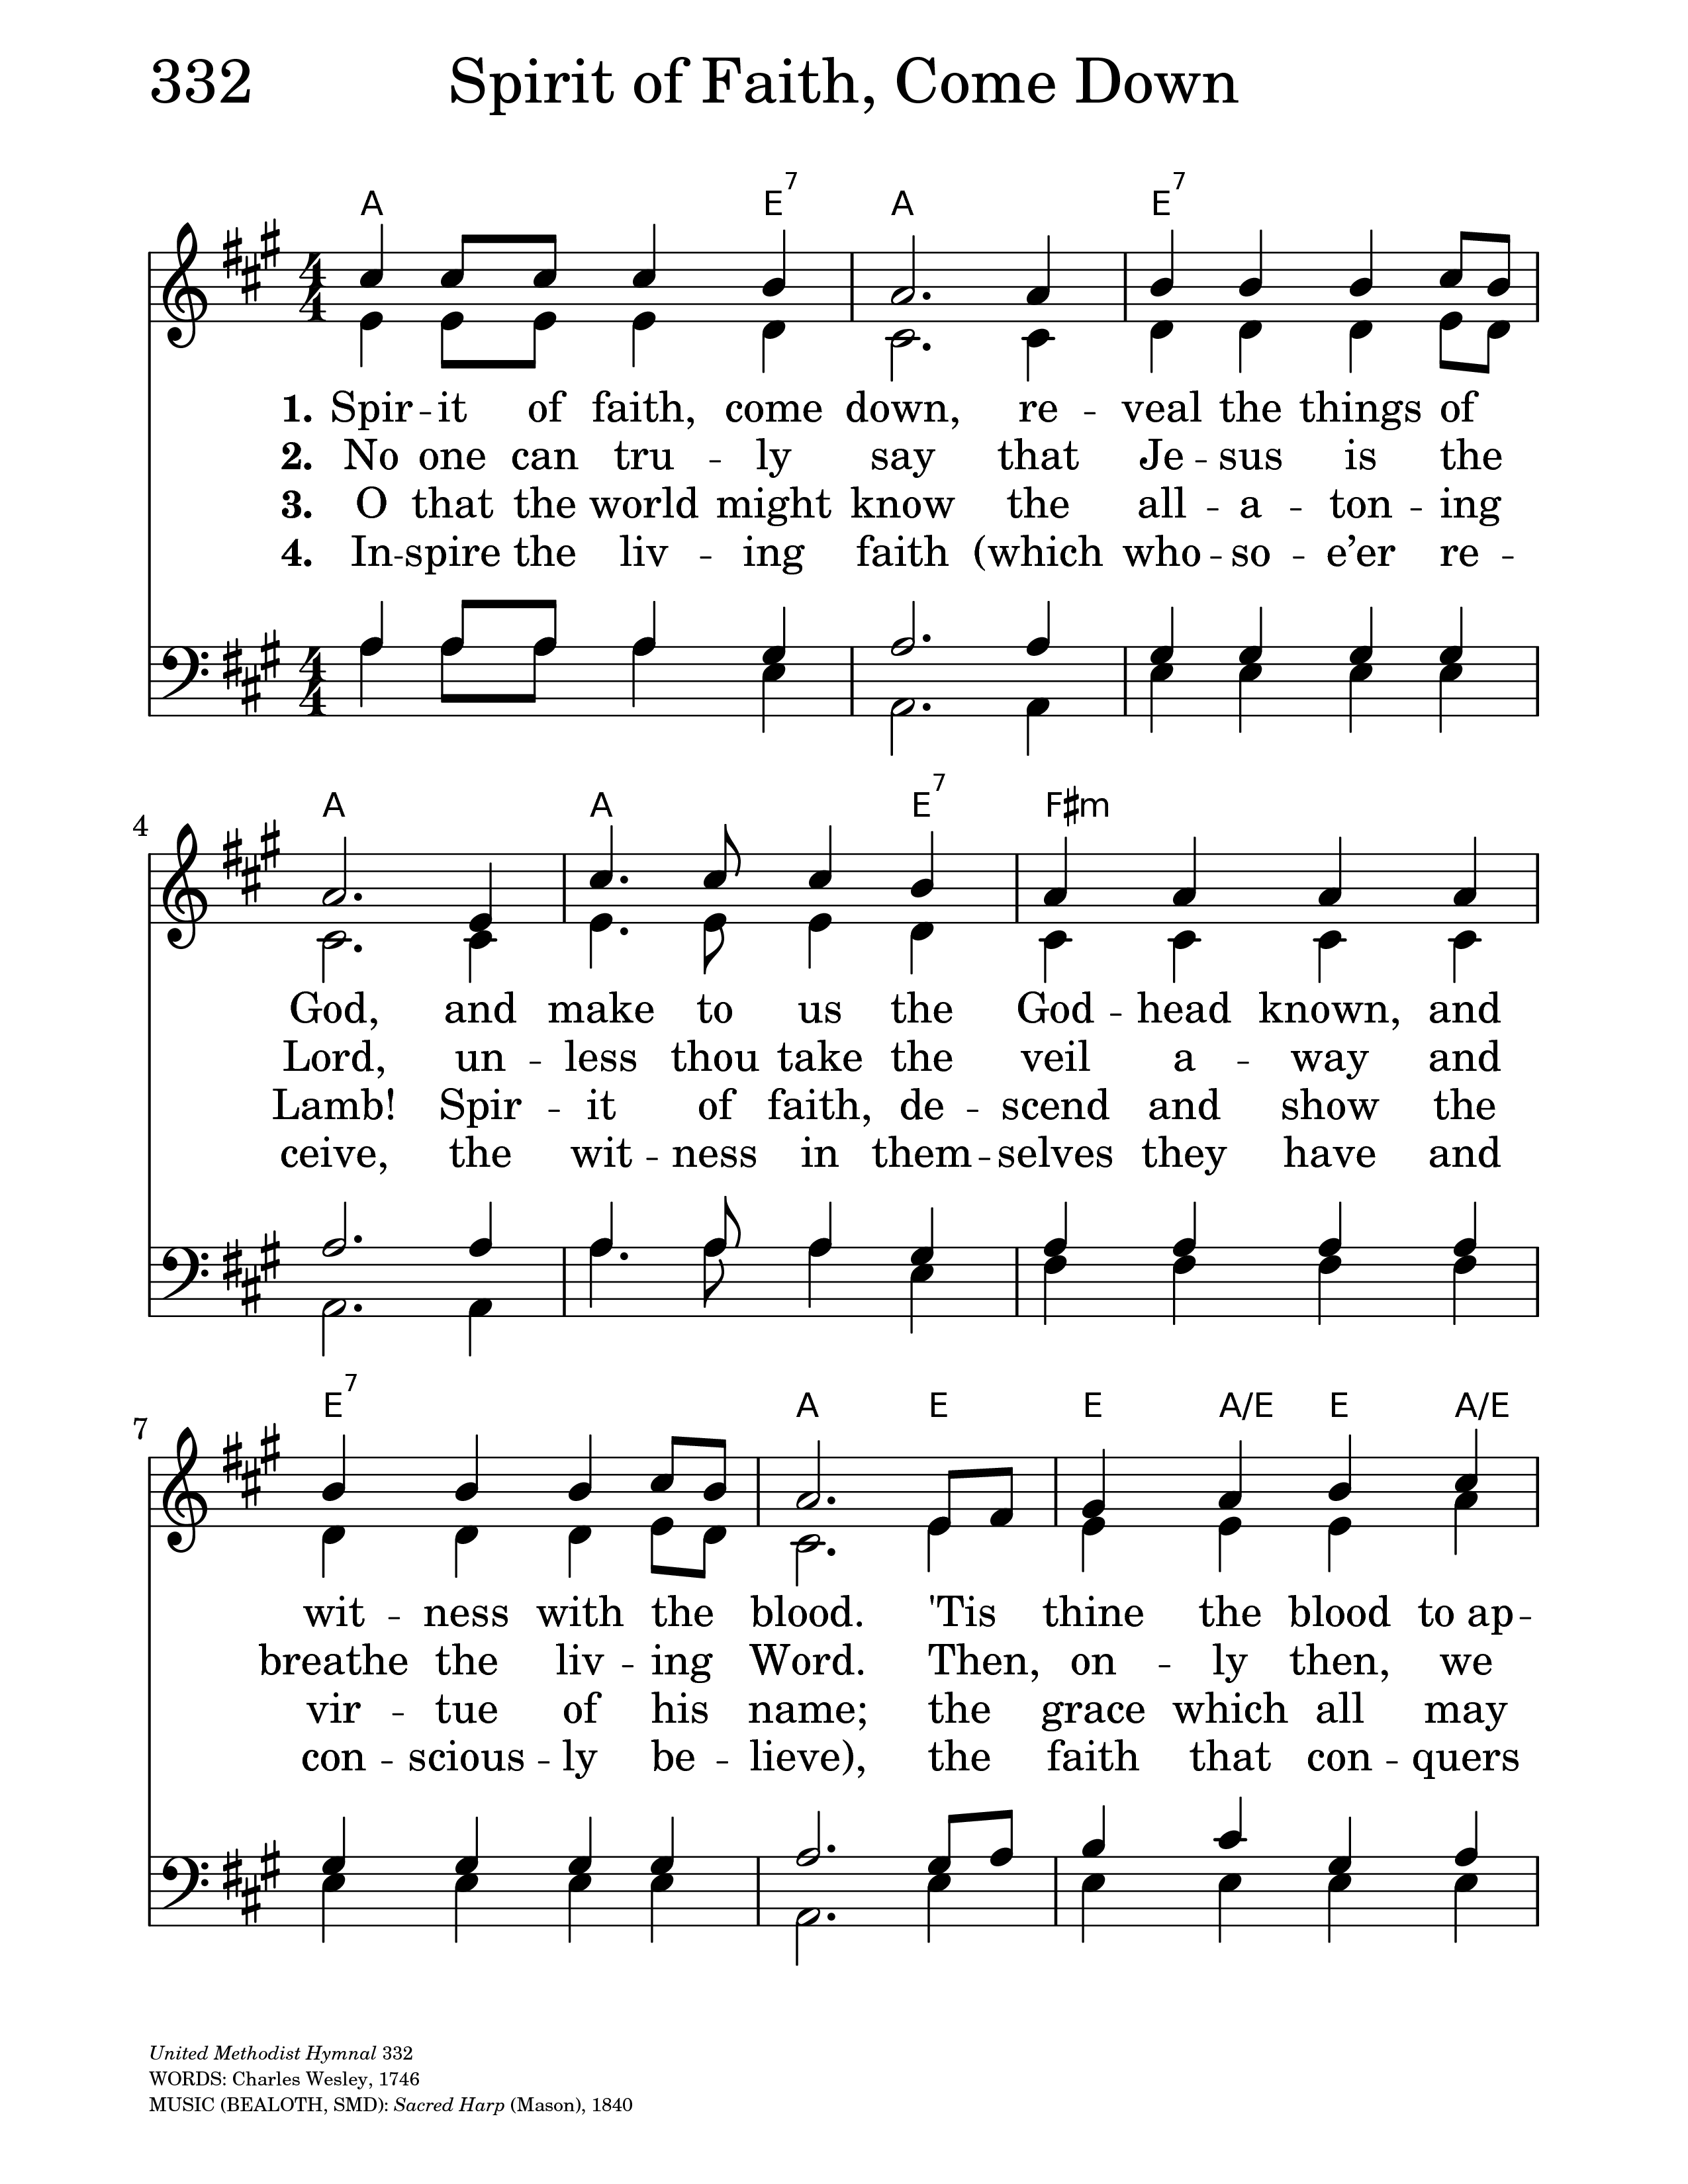 332 Spirit of Faith, Come Down
A E7 A E7
4
4
1. Spir -- it of faith, come down, re -- veal the things of
2. No one can tru -- ly say that Je -- sus is the
3. O that the world might know the all -- a -- ton -- ing
4. In -- spire the liv -- ing faith (which who -- so -- e’er re --
4
4
A A E7 F♯m
4
God, and make to us the God -- head known, and
Lord, un -- less thou take the veil a -- way and
Lamb! Spir -- it of faith, de -- scend and show the
ceive, the wit -- ness in them -- selves they have and
E7 A E E A/E E A/E
7
wit -- ness with the blood. 'Tis thine the blood to ap --
breathe the liv -- ing Word. Then, on -- ly then, we
vir -- tue of his name; the grace which all may
con -- scious -- ly be -- lieve), the faith that con -- quers
United Methodist Hymnal 332
WORDS: Charles Wesley, 1746
MUSIC (BEALOTH, SMD): Sacred Harp (Mason), 1840